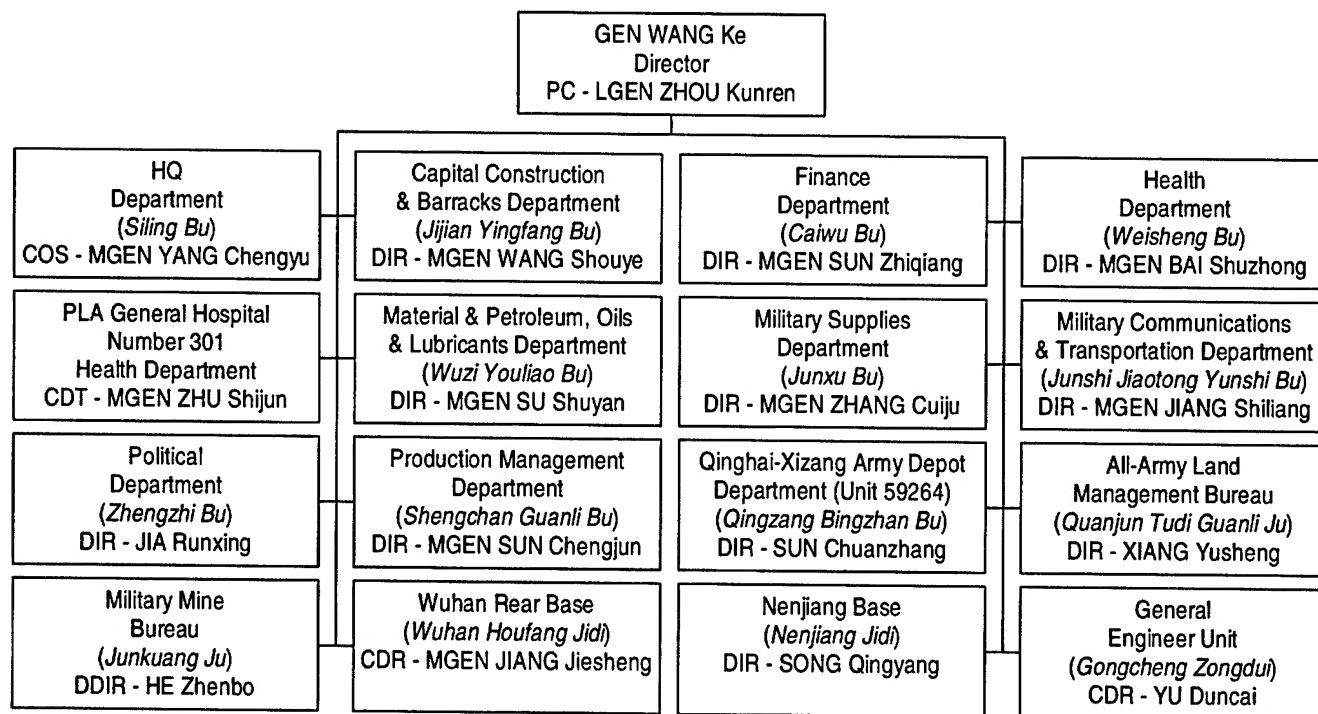 GEN WANG Ke
Director
PC - LGEN ZHOU Kunren
HQ
Department
(Siling Bu)
COS - MGEN YANG Chengyu
Capital Construction
& Barracks Department
(Jijian Yingfang Bu)
DIR - MGEN WANG Shouye
Finance
Department
(Caiwu Bu)
DIR - MGEN SUN Zhiqiang
Health
Department
(Weisheng Bu)
DIR - MGEN BAI Shuzhong
PLA General Hospital
Number 301
Health Department
CDT - MGEN ZHU Shijun
Material & Petroleum, Oils
& Lubricants Department
(Wuzi Youliao Bu)
DIR - MGEN SU Shuyan
Military Supplies
Department
(Junxu Bu)
DIR - MGEN ZHANG Cuiju
Military Communications
& Transportation Department
(Junshi Jiaotong Yunshi Bu)
DIR - MGEN JIANG Shiliang
Political
Department
(Zhengzhi Bu)
DIR - JIA Runxing
Production Management
Department
(Shengchan Guanli Bu)
DIR - MGEN SUN Chengjun
Qinghai-Xizang Army Depot
Department (Unit 59264)
(Qingzang Bingzhan Bu)
DIR - SUN Chuanzhang
All-Army Land
Management Bureau
(Quanjun Tudi Guanli Ju)
DIR - XIANG Yusheng
Military Mine
Bureau
(Junkuang Ju)
DDIR - HE Zhenbo
Wuhan Rear Base
(Wuhan Houfang Jidi)
CDR - MGEN JIANG Jiesheng
Nenjiang Base
(Nenjiang Jidi)
DIR - SONG Qingyang
General
Engineer Unit
(Gongcheng Zongdui)
CDR - YU Duncai